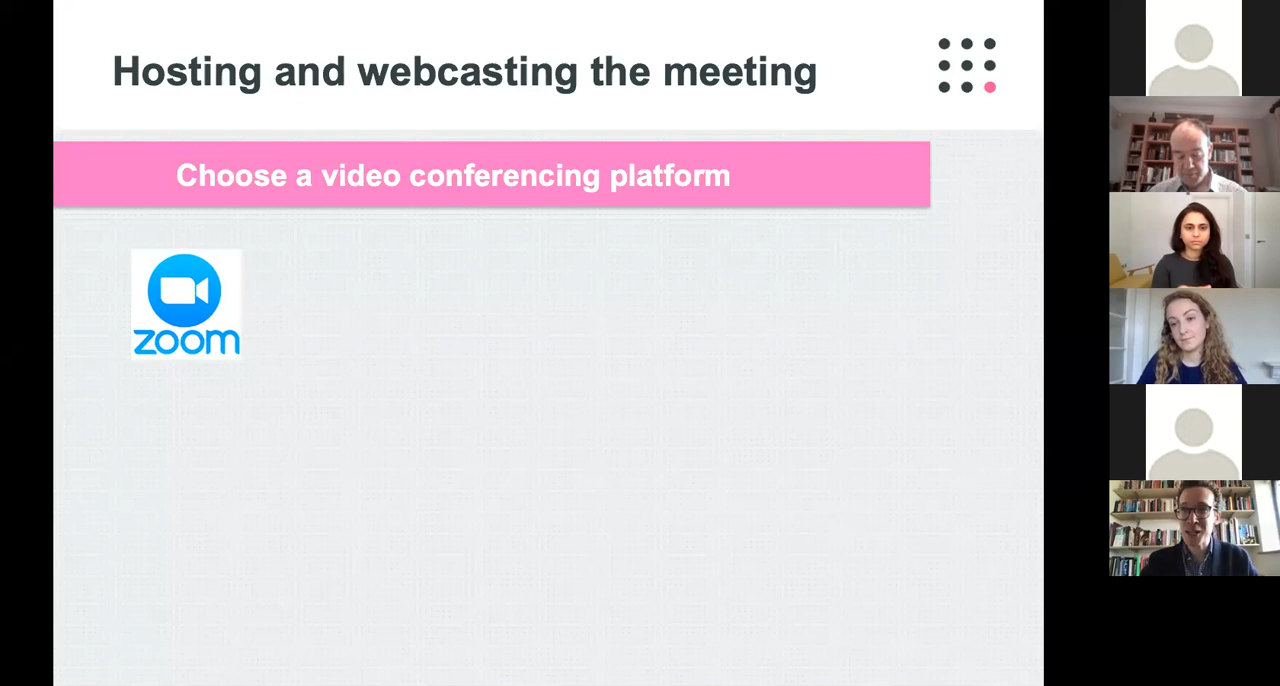 Hosting and webcasting the meeting
Choose a video conferencing platform
zoom